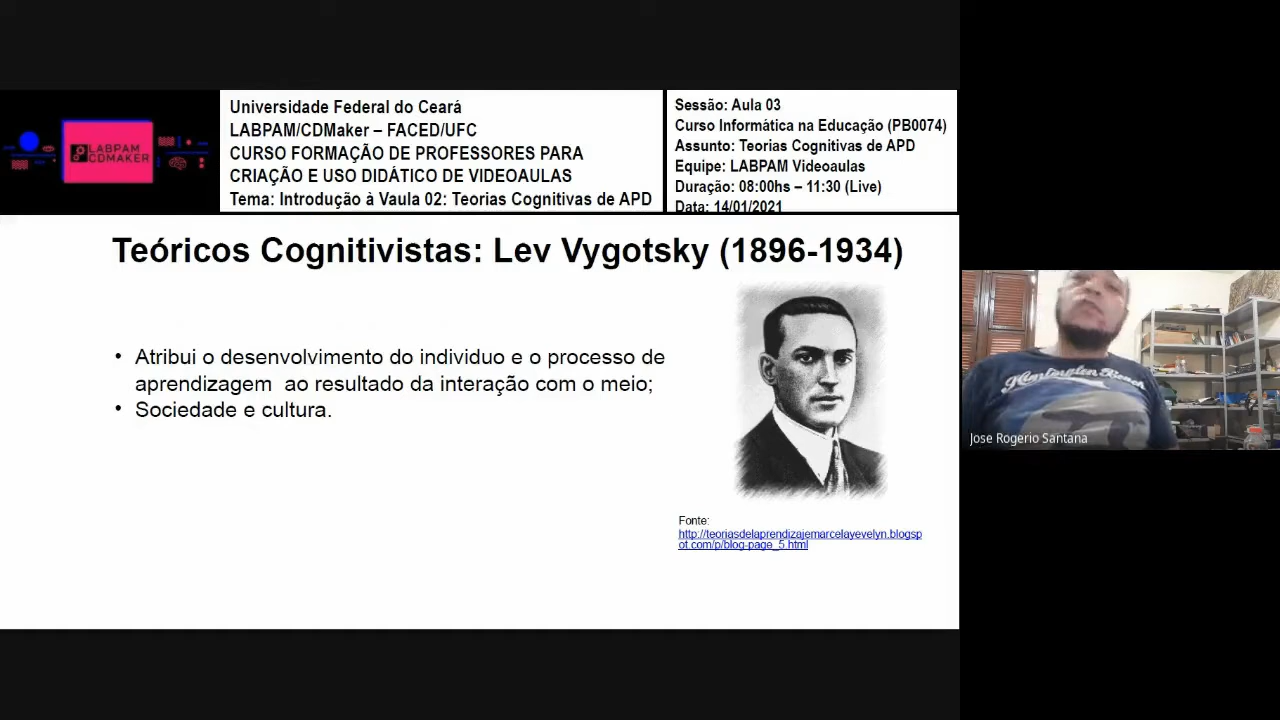 LABPAM
CDMAKER
Universidade Federal do Ceará
LABPAM/CDMaker – FACED/UFC
CURSO FORMAÇÃO DE PROFESSORES PARA
CRIAÇÃO E USO DIDÁTICO DE VIDEOAULAS
Tema: Introdução à Vaula 02: Teorias Cognitivas de APD
Sessão: Aula 03
Curso Informática na Educação (PB0074)
Assunto: Teorias Cognitivas de APD
Equipe: LABPAM Videoaulas
Duração: 08:00hs – 11:30 (Live)
Data: 14/01/2021
Teóricos Cognitivistas: Lev Vygotsky (1896-1934)
• Atribui o desenvolvimento do individuo e o processo de
aprendizagem ao resultado da interação com o meio;
• Sociedade e cultura.
Fonte:
http://teoriasdelaprendizajemarcelayevelyn.blogsp
ot.com/p/blog-page_5.html
Huntington Beach
Jose Rogerio Santana